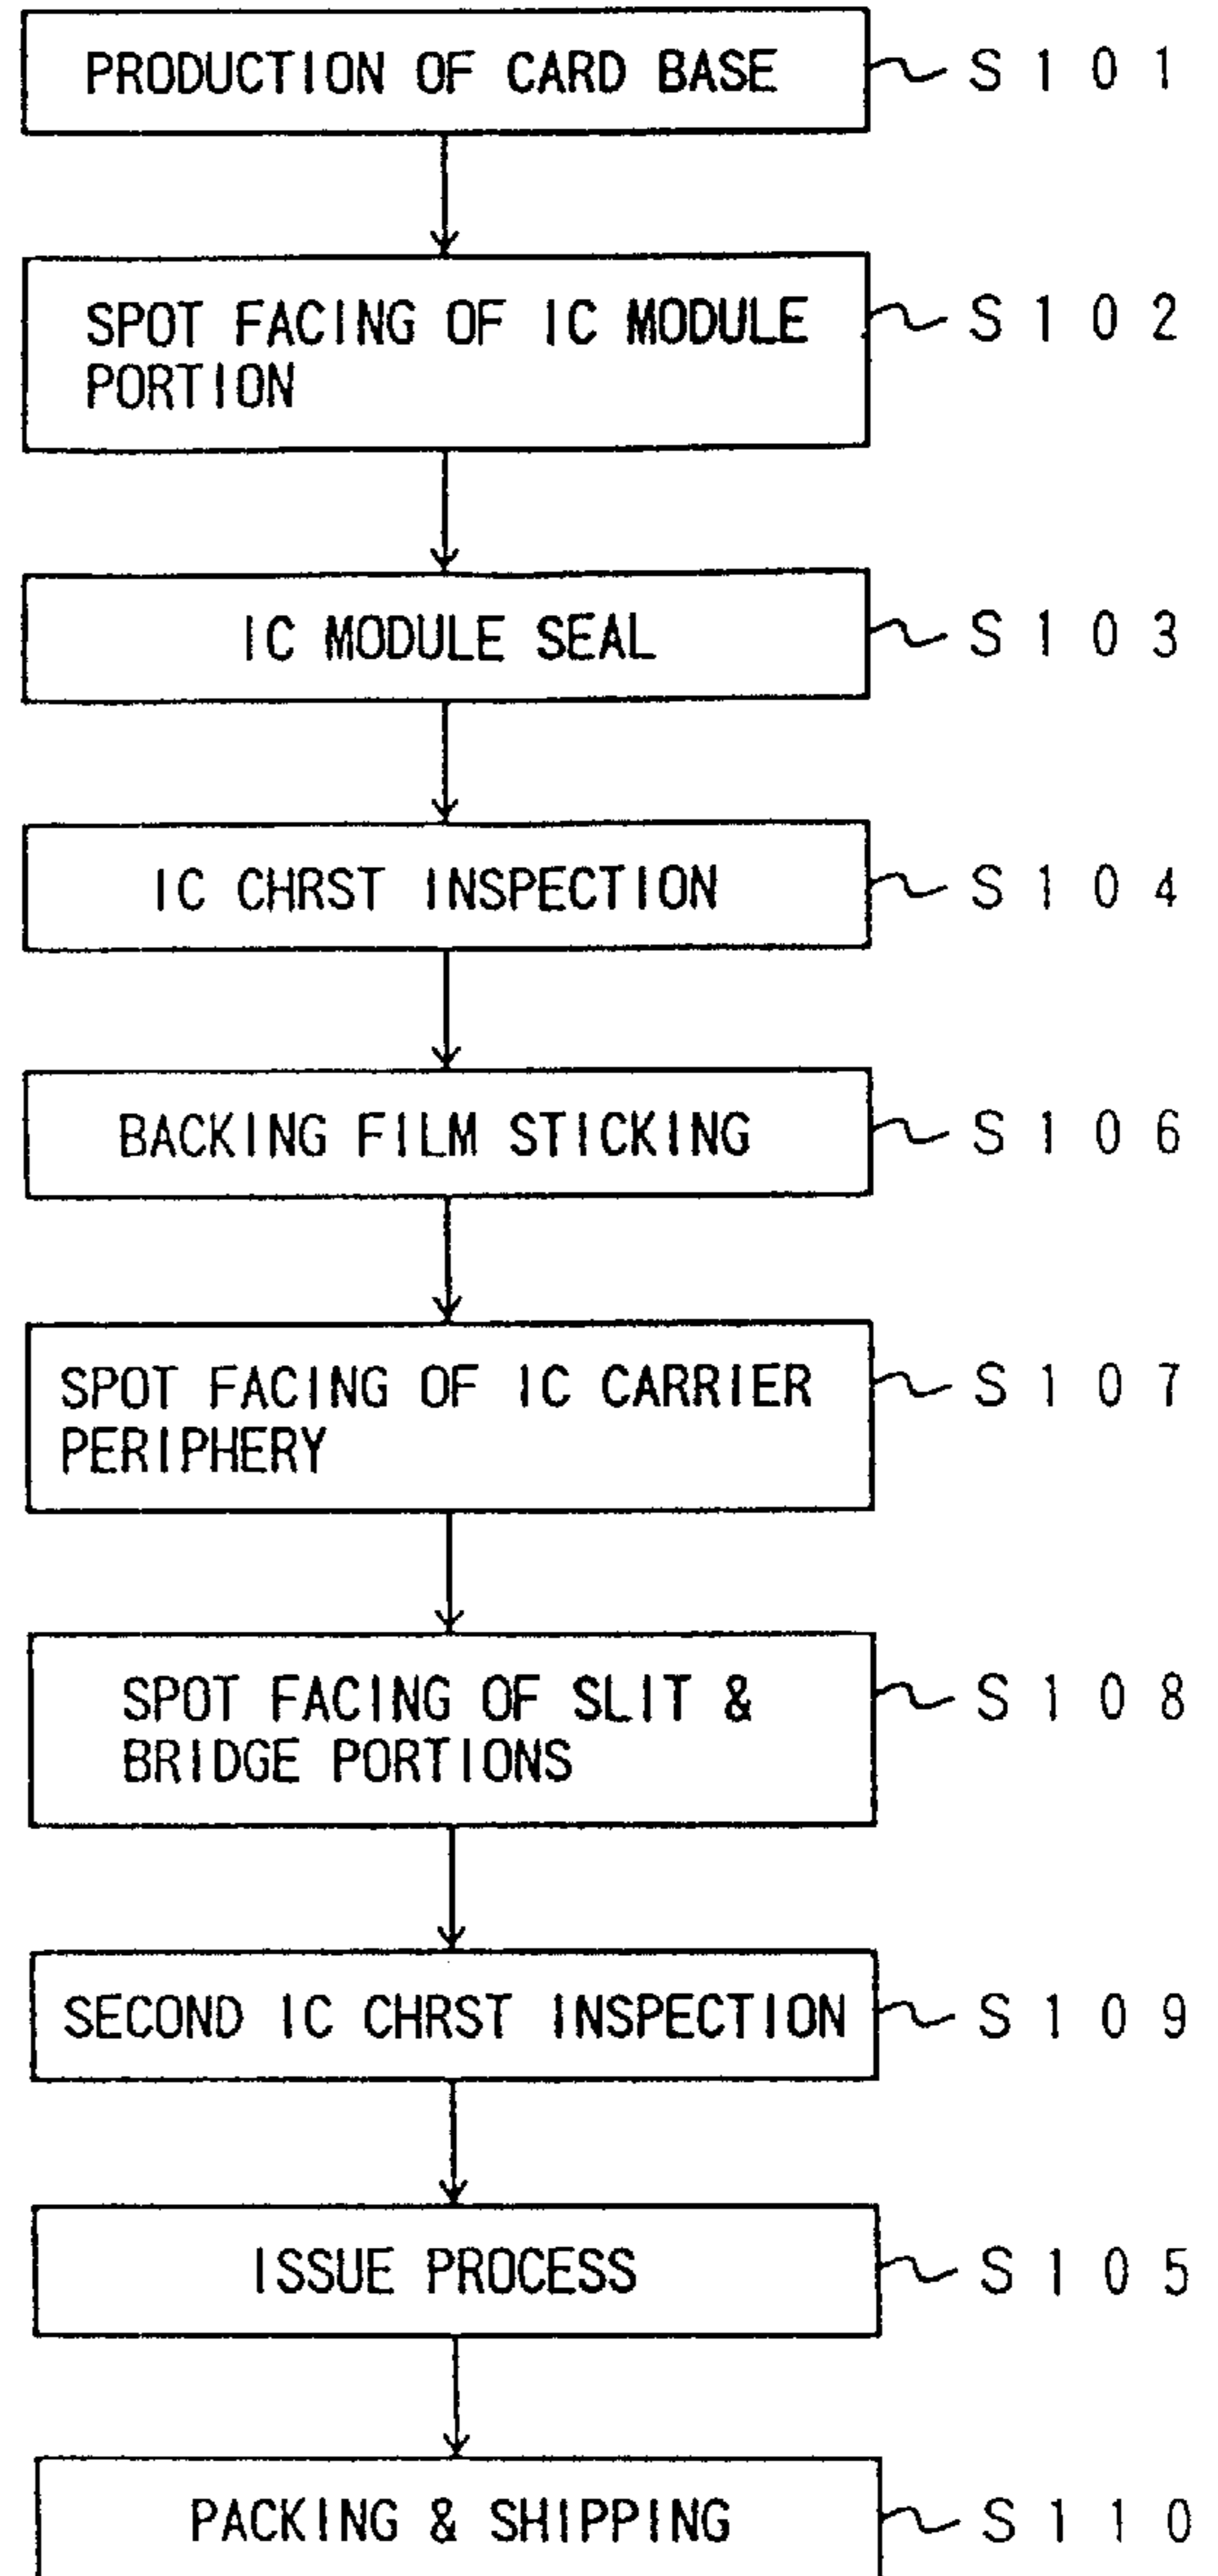 PRODUCTION OF CARD BASE S101
SPOT FACING OF IC MODULE S102
PORTION
IC MODULE SEAL S103
IC CHRST INSPECTION S104
BACKING FILM STICKING S106
SPOT FACING OF IC CARRIER S107
PERIPHERY
SPOT FACING OF SLIT & S108
BRIDGE PORTIONS
SECOND IC CHRST INSPECTION S109
ISSUE PROCESS S105
PACKING & SHIPPING S110